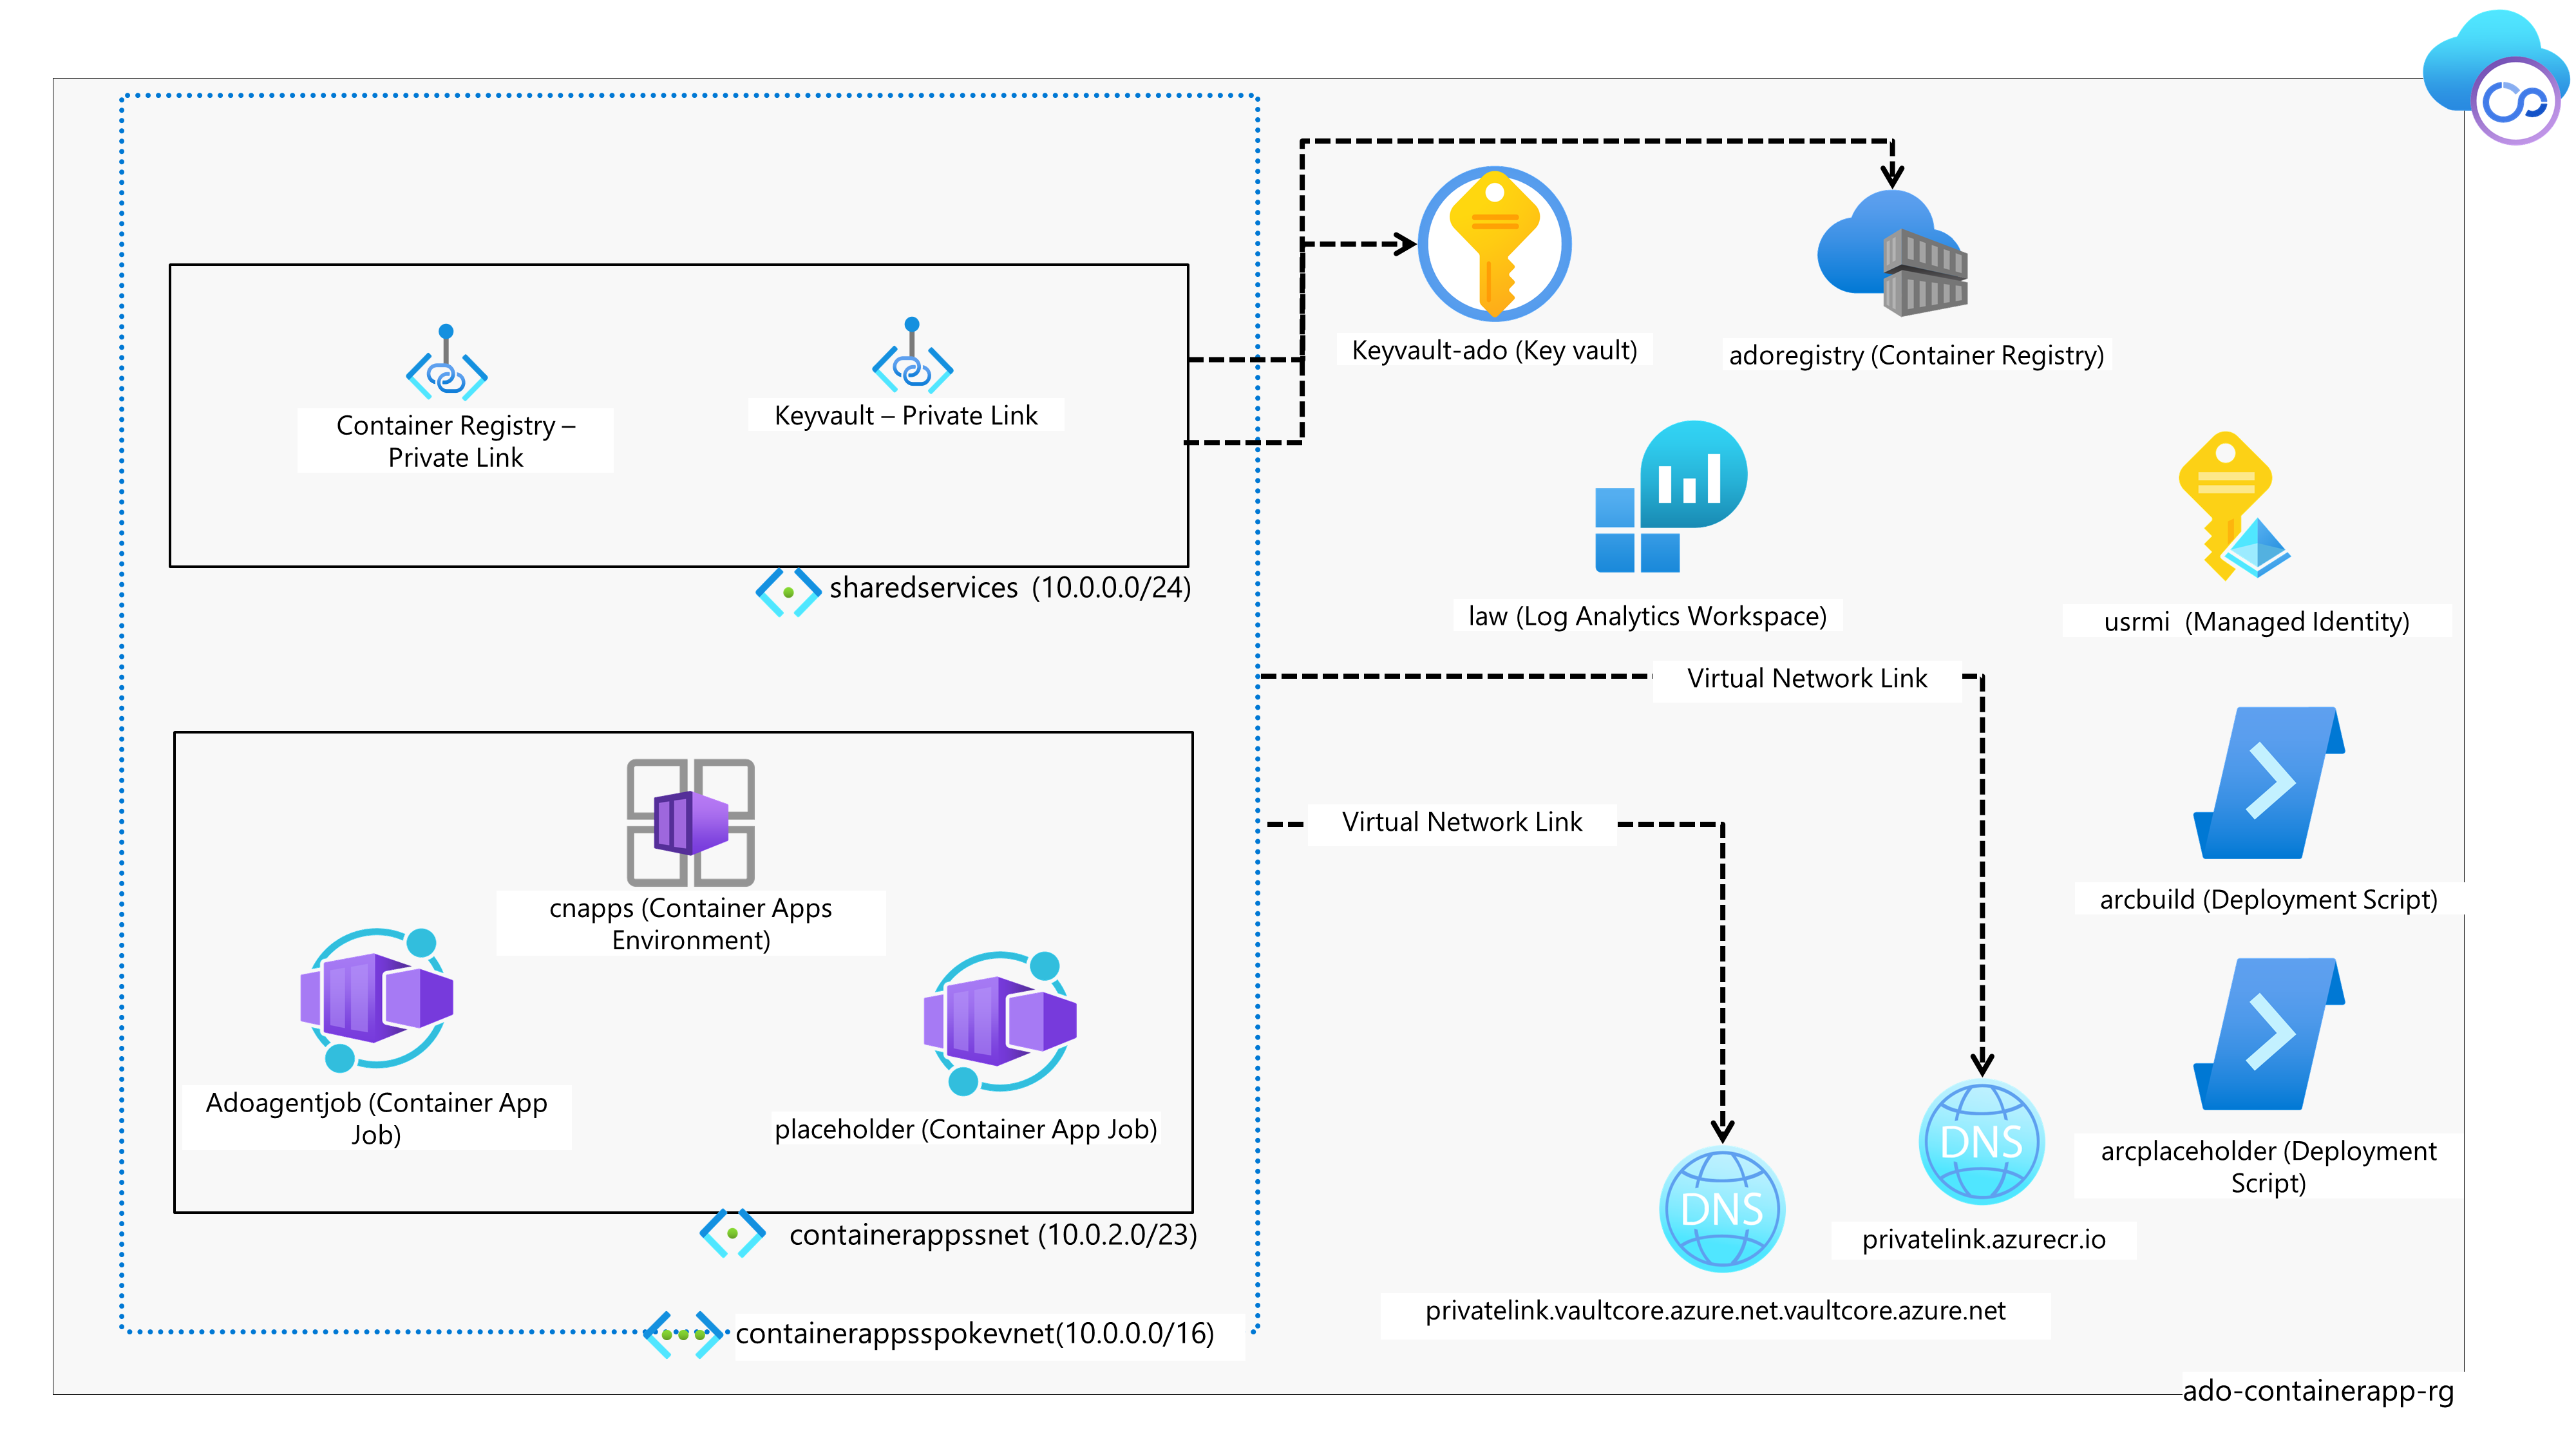 Keyvault-ado (Key vault)
adoregistry (Container Registry)
Container Registry –
Private Link
Keyvault – Private Link
sharedservices (10.0.0.0/24)
law (Log Analytics Workspace)
usrmi (Managed Identity)
Virtual Network Link
Virtual Network Link
cnapps (Container Apps
Environment)
arcbuild (Deployment Script)
Adoagentjob (Container App
Job)
placeholder (Container App Job)
DNS
arcplaceholder (Deployment
Script)
DNS
containerappssnet (10.0.2.0/23)
privatelink.azurecr.io
privatelink.vaultcore.azure.net.vaultcore.azure.net
containerappsspokevnet(10.0.0.0/16)
ado-containerapp-rg